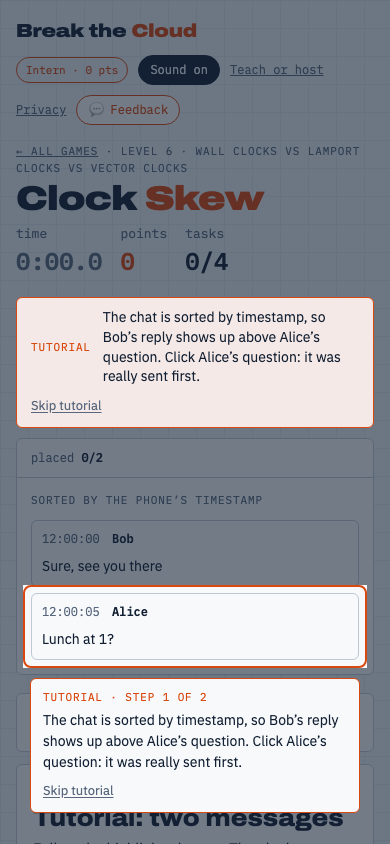 Break the Cloud
Intern · 0 pts
Sound on
Teach or host
Privacy
💬 Feedback
← ALL GAMES · LEVEL 6 · WALL CLOCKS VS LAMPORT
CLOCKS VS VECTOR CLOCKS
Clock Skew
time points tasks
0:00.0 0 0/4
TUTORIAL
The chat is sorted by timestamp, so
Bob’s reply shows up above Alice’s
question. Click Alice’s question: it was
really sent first.
Skip tutorial
placed 0/2
SORTED BY THE PHONE’S TIMESTAMP
12:00:00 Bob
Sure, see you there
12:00:05 Alice
Lunch at 1?
TUTORIAL · STEP 1 OF 2
The chat is sorted by timestamp, so Bob’s reply
shows up above Alice’s question. Click Alice’s
question: it was really sent first.
Skip tutorial
Tutorial: two messages